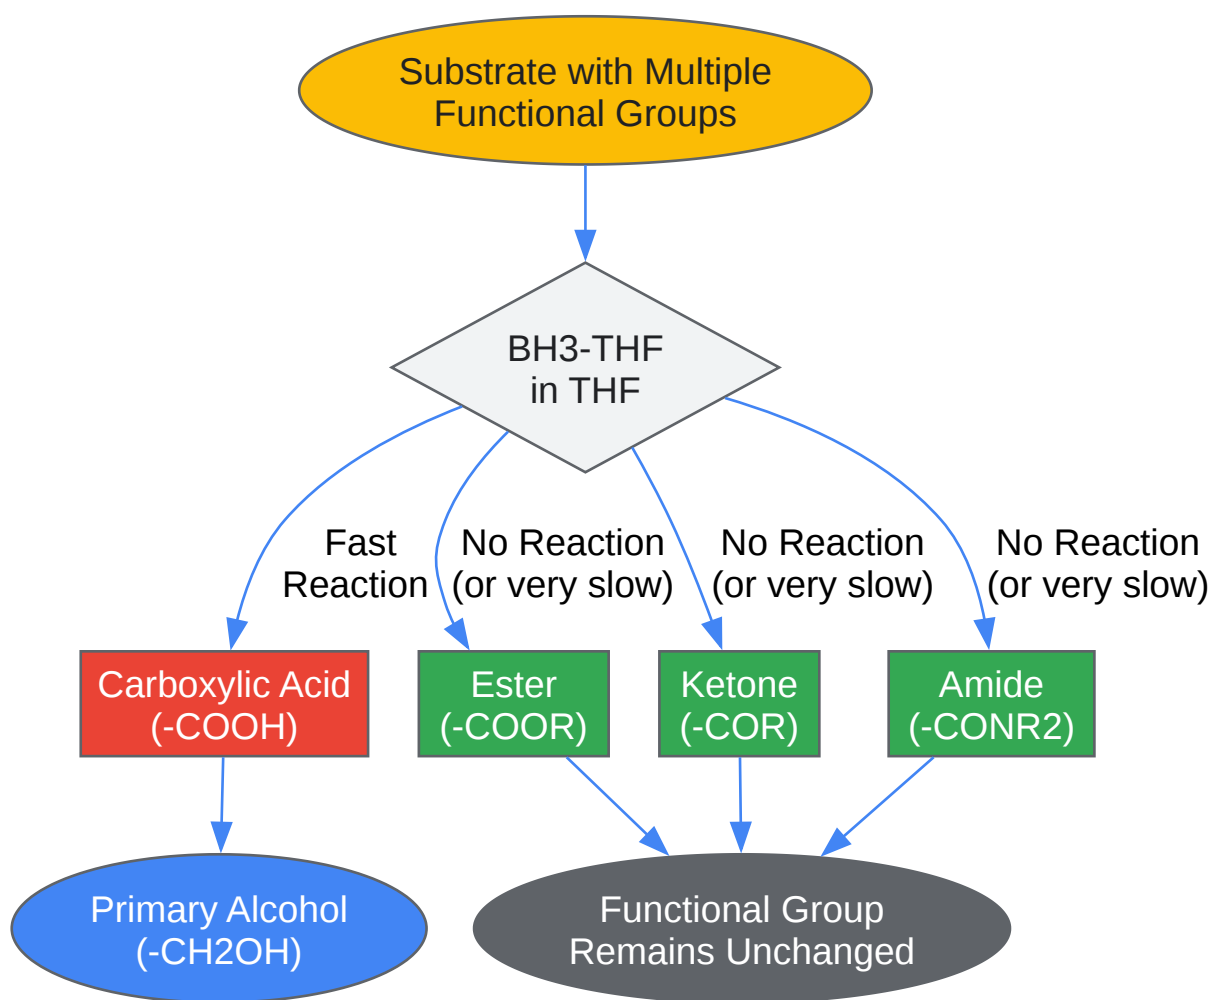 Substrate with Multiple
Functional Groups
BH3-THF
in THF
Fast
Reaction
No Reaction
(or very slow)
No Reaction
(or very slow)
No Reaction
(or very slow)
Carboxylic Acid
(-COOH)
Ester
(-COOR)
Ketone
(-COR)
Amide
(-CONR2)
Primary Alcohol
(-CH2OH)
Functional Group
Remains Unchanged